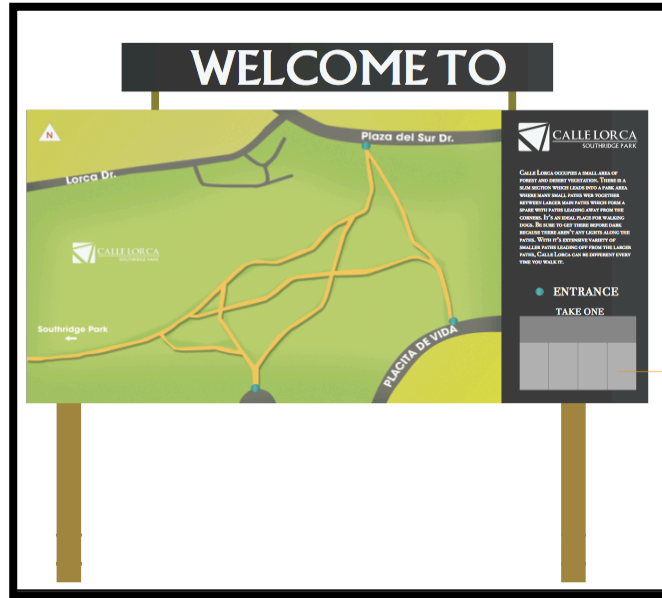 WELCOME TO
N
Plaza del Sur Dr.
Lorca Dr.
CALLE LORCA
SOUTHRIDGE PARK
Southridge Park
PLACITA DE VIDA
CALLE LORCA
SOUTHRIDGE PARK
Calle Lorca occupies a small area of
forest and desert vegetation. There is a
slim section which leads into a park area
where many small paths web together
between larger main paths which form a
spare with paths leading away from the
corners. It's an ideal place for walking
dogs. Be sure to get there before dark
because there aren't any lights along the
paths. With it's extensive variety of
smaller paths leading off from the larger
paths, Calle Lorca can be different every
time you walk it.
ENTRANCE
TAKE ONE